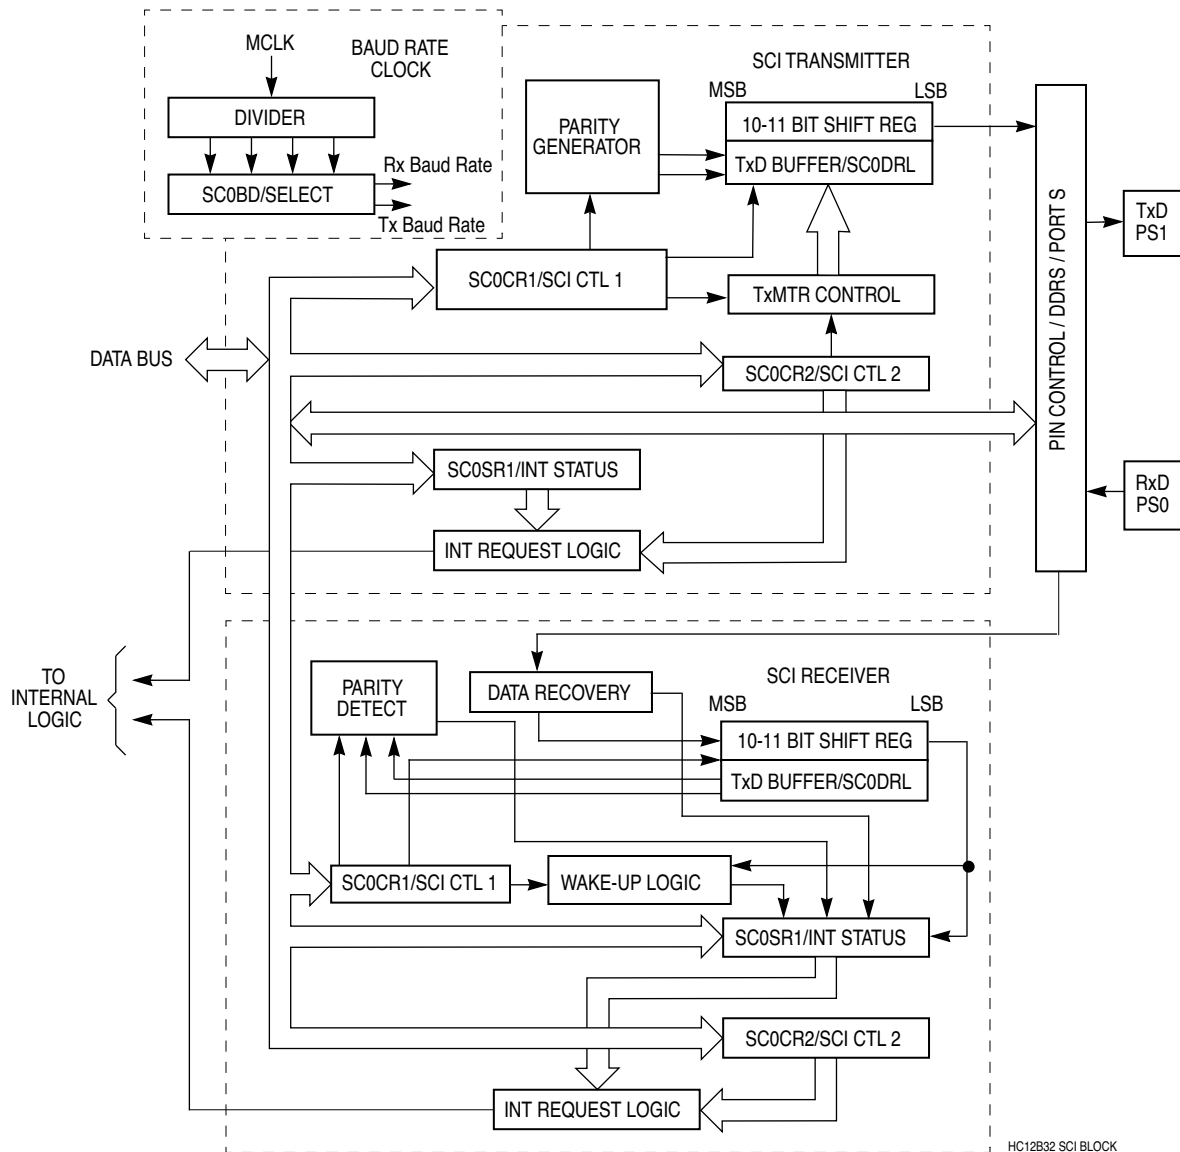 MCLK
BAUD RATE
CLOCK
DIVIDER
SC0BD/SELECT
Rx Baud Rate
Tx Baud Rate
SCI TRANSMITTER
MSB
LSB
PARITY
GENERATOR
10-11 BIT SHIFT REG
TxD BUFFER/SC0DRL
SC0CR1/SCI CTL 1
TxMTR CONTROL
DATA BUS
SC0CR2/SCI CTL 2
SC0SR1/INT STATUS
INT REQUEST LOGIC
PIN CONTROL / DDRS / PORT S
TxD
PS1
RxD
PS0
TO
INTERNAL
LOGIC
SCI RECEIVER
PARITY
DETECT
DATA RECOVERY
MSB
LSB
10-11 BIT SHIFT REG
TxD BUFFER/SC0DRL
SC0CR1/SCI CTL 1
WAKE-UP LOGIC
SC0SR1/INT STATUS
SC0CR2/SCI CTL 2
INT REQUEST LOGIC
HC12B32 SCI BLOCK